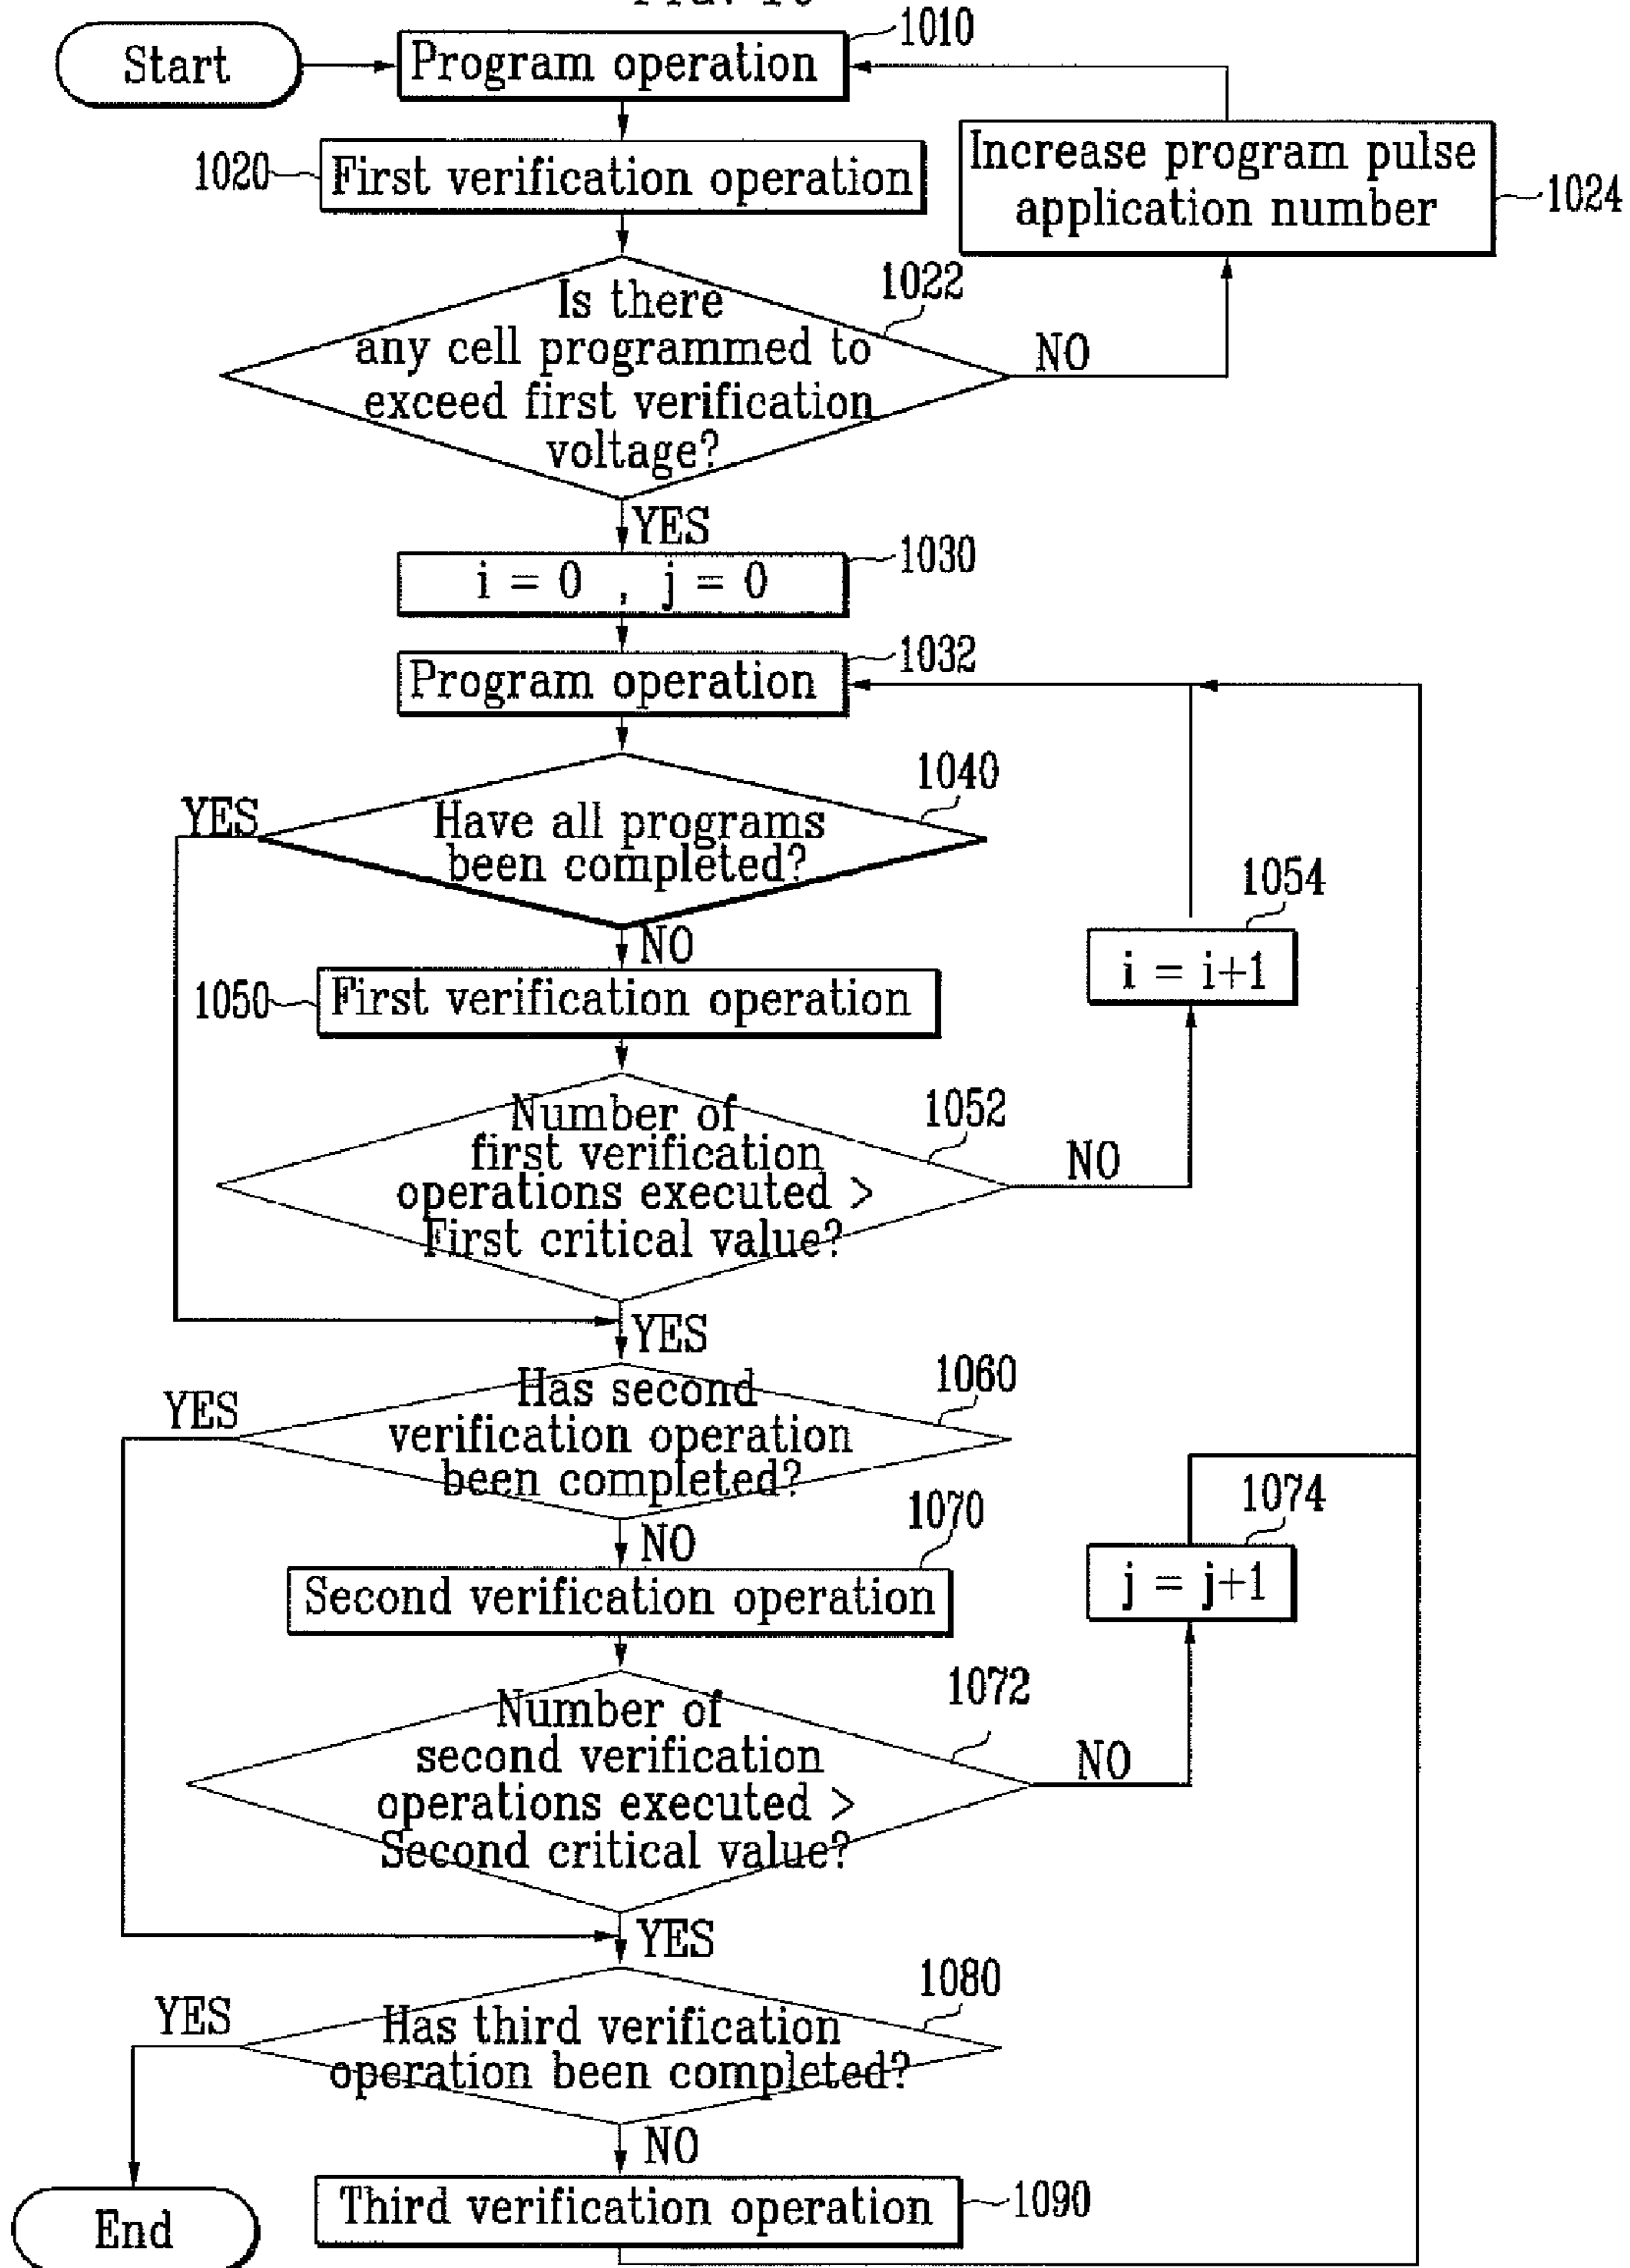 Start
Program operation
1010
1020
First verification operation
Increase program pulse
application number
1024
Is there
any cell programmed to
exceed first verification
voltage?
1022
NO
YES
i = 0 , j = 0
1030
Program operation
1032
YES
Have all programs
been completed?
1040
NO
1054
i = i+1
1050
First verification operation
Number of
first verification
operations executed >
First critical value?
1052
NO
YES
YES
Has second
verification operation
been completed?
1060
NO
1070
Second verification operation
1074
j = j+1
Number of
second verification
operations executed >
Second critical value?
1072
NO
YES
YES
Has third verification
operation been completed?
1080
NO
End
Third verification operation
1090